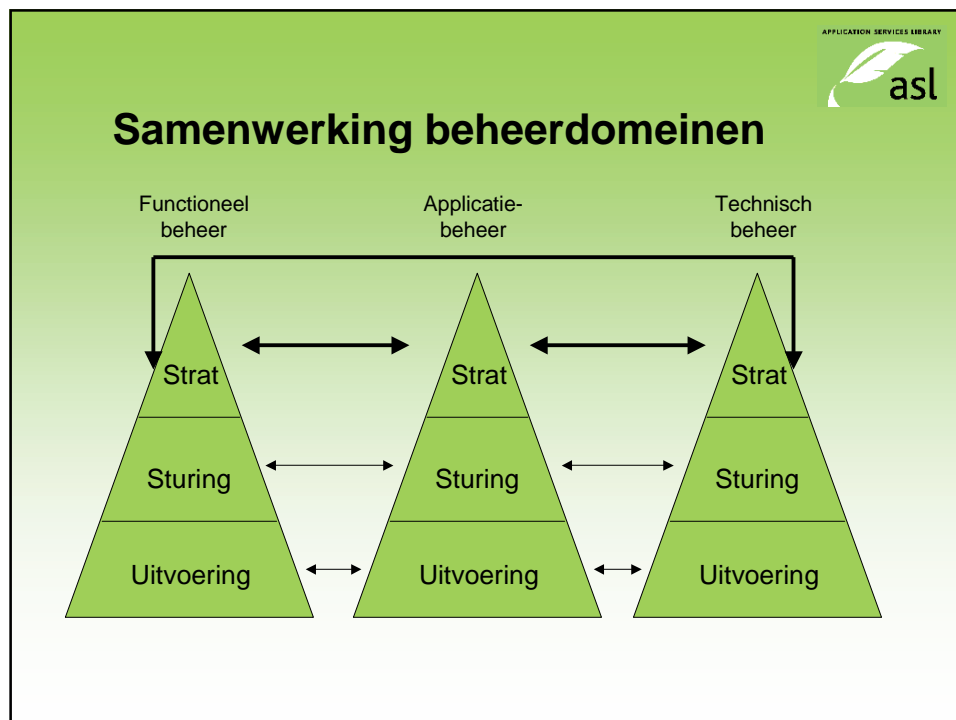 APPLICATION SERVICES LIBRARY
asl
Samenwerking beheerdomeinen
Functioneel
beheer
Applicatie-
beheer
Technisch
beheer
Strat
Strat
Strat
Sturing
Sturing
Sturing
Uitvoering
Uitvoering
Uitvoering